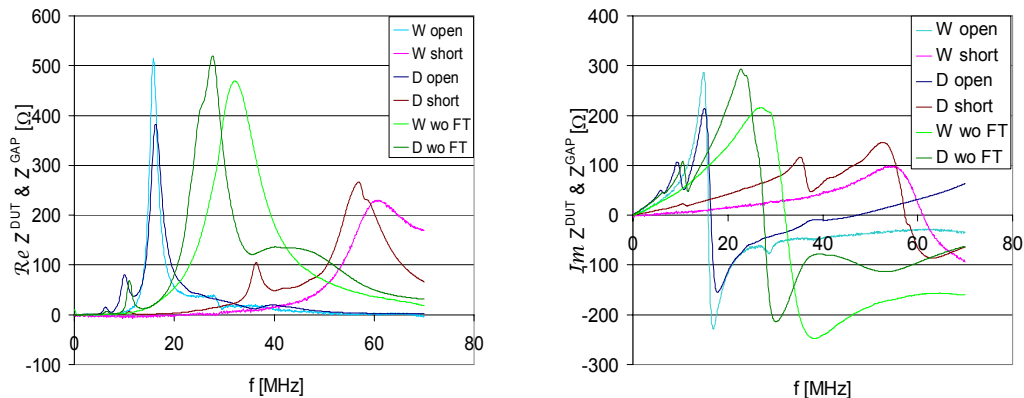 600
500
400
300
200
100
0
-100
0
20
40
60
80
f [MHz]
Re Z^DUT & Z^GAP [Ω]
W open
W short
D open
D short
W wo FT
D wo FT
400
300
200
100
0
-100
-200
-300
0
20
40
60
80
f [MHz]
Im Z^DUT & Z^GAP [Ω]
W open
W short
D open
D short
W wo FT
D wo FT